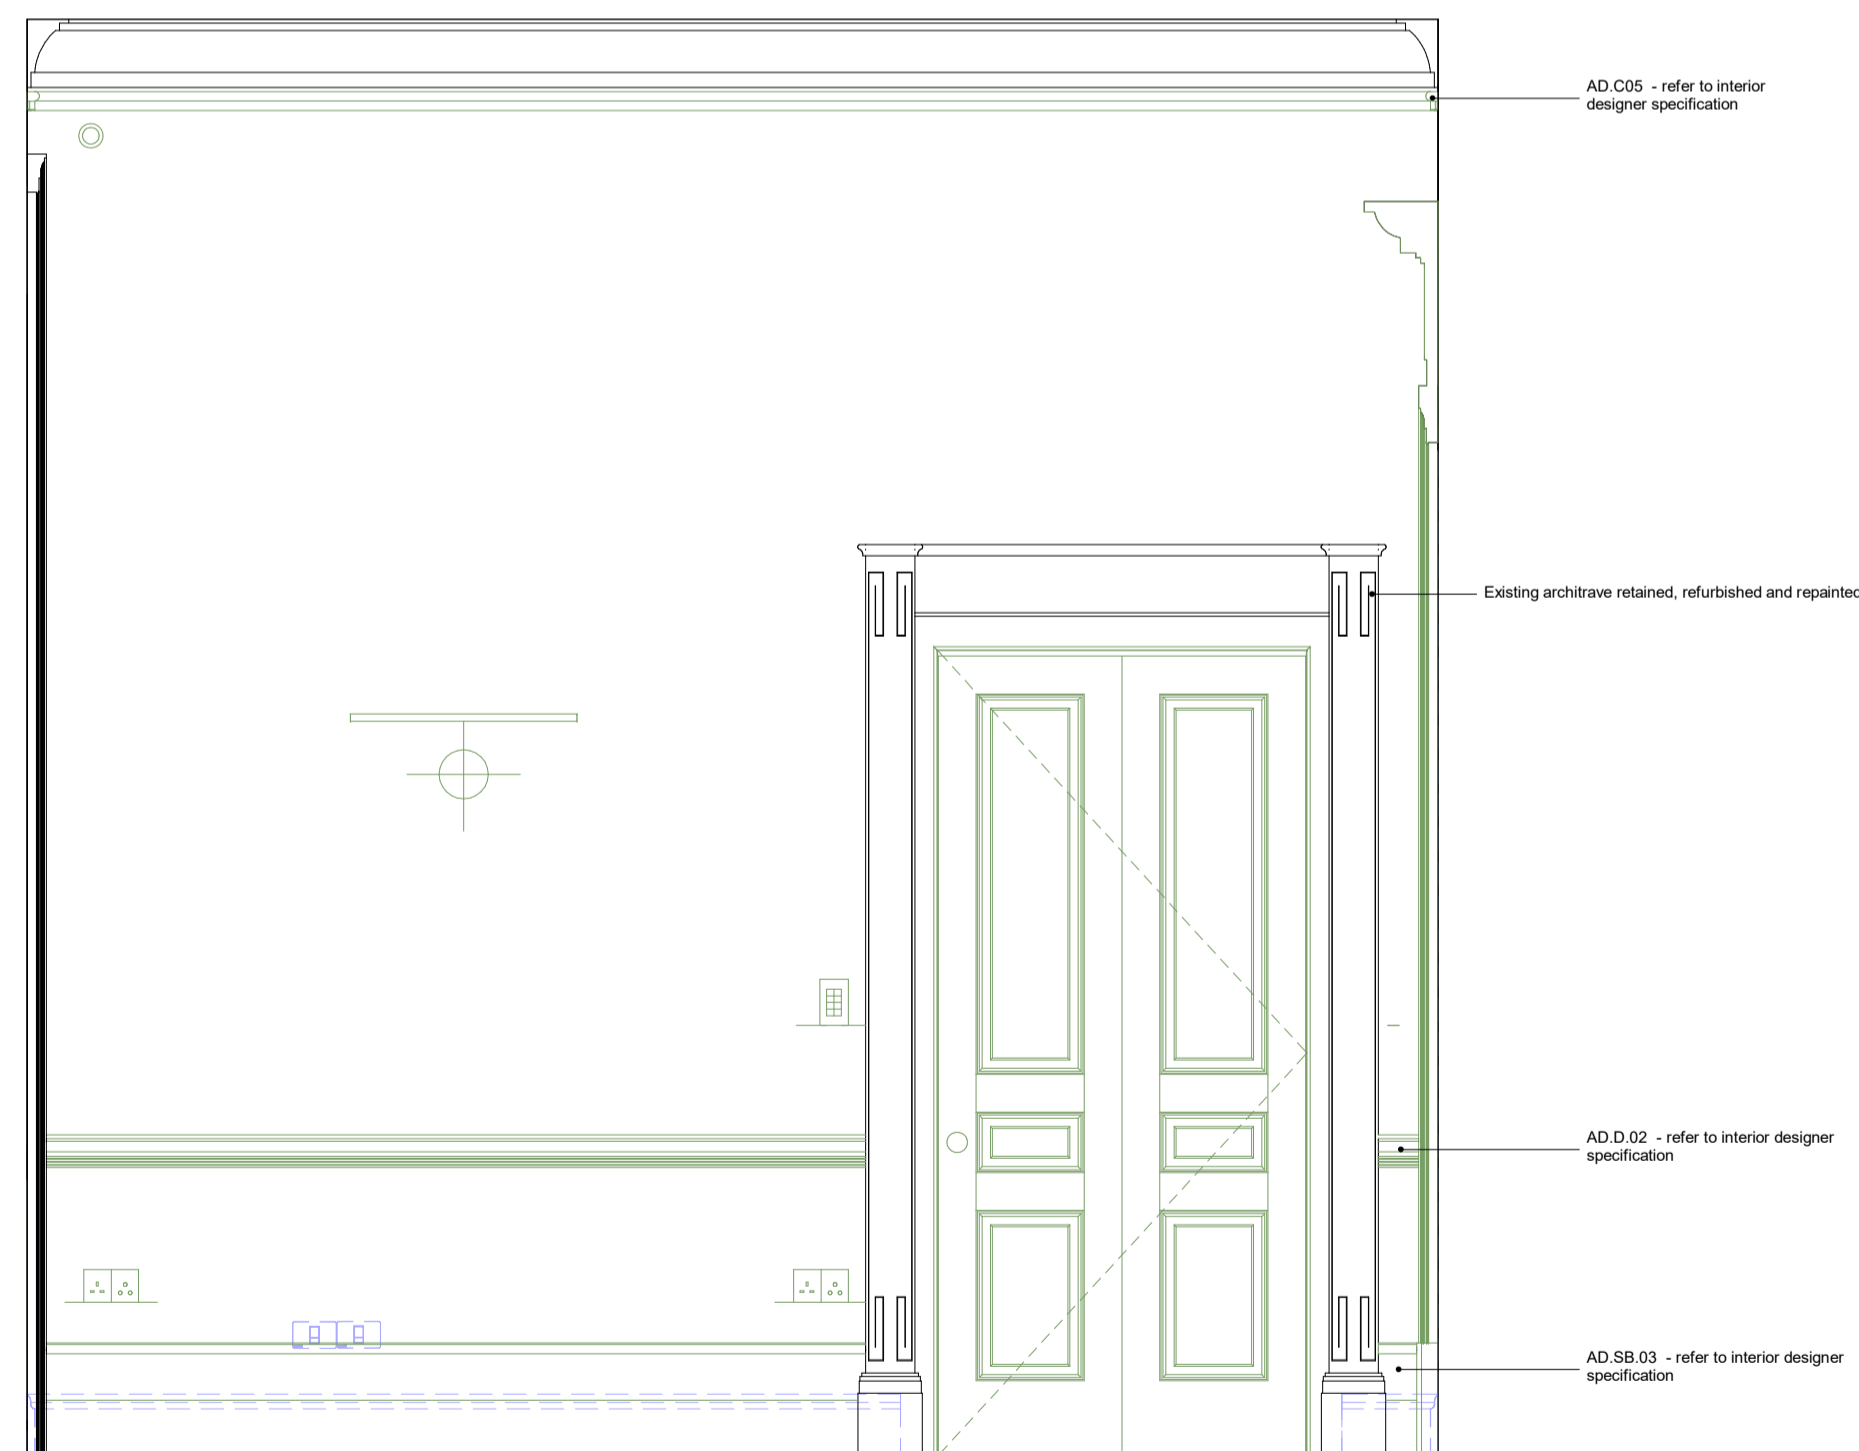 AD.C05 - refer to interior
designer specification
Existing architrave retained, refurbished and repainted
AD.D.02 - refer to interior designer
specification
AD.SB.03 - refer to interior designer
specification